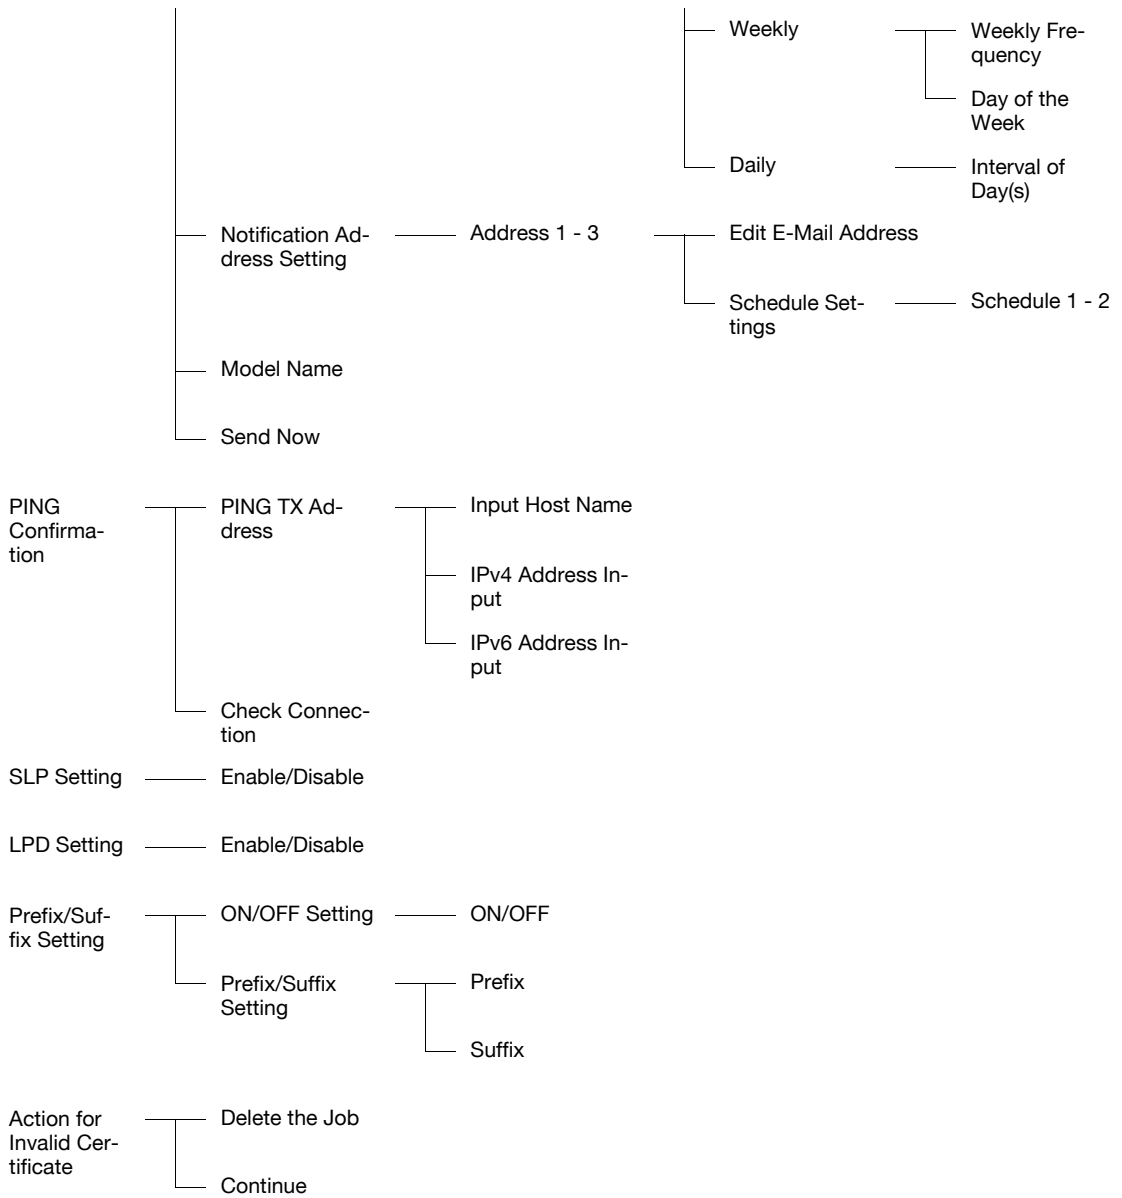 Weekly
Weekly Fre-
quency
Day of the
Week
Daily
Interval of
Day(s)
Notification Ad-
dress Setting
Address 1 - 3
Edit E-Mail Address
Schedule Set-
tings
Schedule 1 - 2
Model Name
Send Now
PING
Confirma-
tion
PING TX Ad-
dress
Input Host Name
IPv4 Address In-
put
IPv6 Address In-
put
Check Connec-
tion
SLP Setting
Enable/Disable
LPD Setting
Enable/Disable
Prefix/Suf-
fix Setting
ON/OFF Setting
ON/OFF
Prefix/Suffix
Setting
Prefix
Suffix
Action for
Invalid Cer-
tificate
Delete the Job
Continue